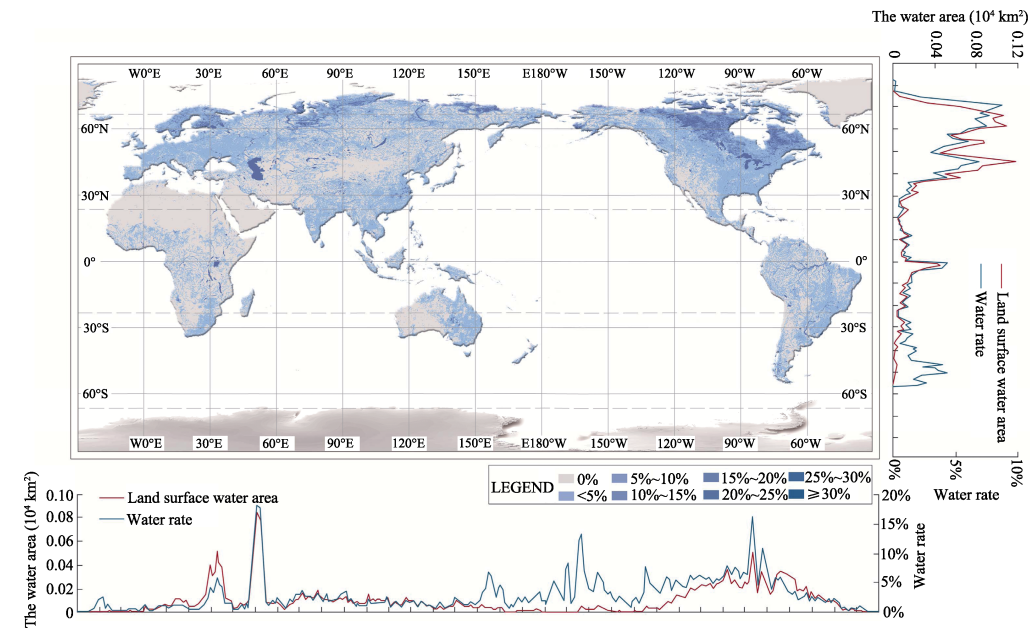 The water area (10⁴ km²)
0 0.04 0.08 0.12
W0°E 30°E 60°E 90°E 120°E 150°E E180°W 150°W 120°W 90°W 60°W
60°N 60°N
30°N 30°N
0° 0°
30°S 30°S
60°S 60°S
W0°E 30°E 60°E 90°E 120°E 150°E E180°W 150°W 120°W 90°W 60°W
Land surface water area
Water rate
0% 5% 10%
Water rate
LEGEND
0% 5%~10% 15%~20% 25%~30%
<5% 10%~15% 20%~25% ≥30%
The water area (10⁴ km²)
0.10
0.08
0.06
0.04
0.02
0
Land surface water area
Water rate
20%
15%
10%
5%
0%
Water rate